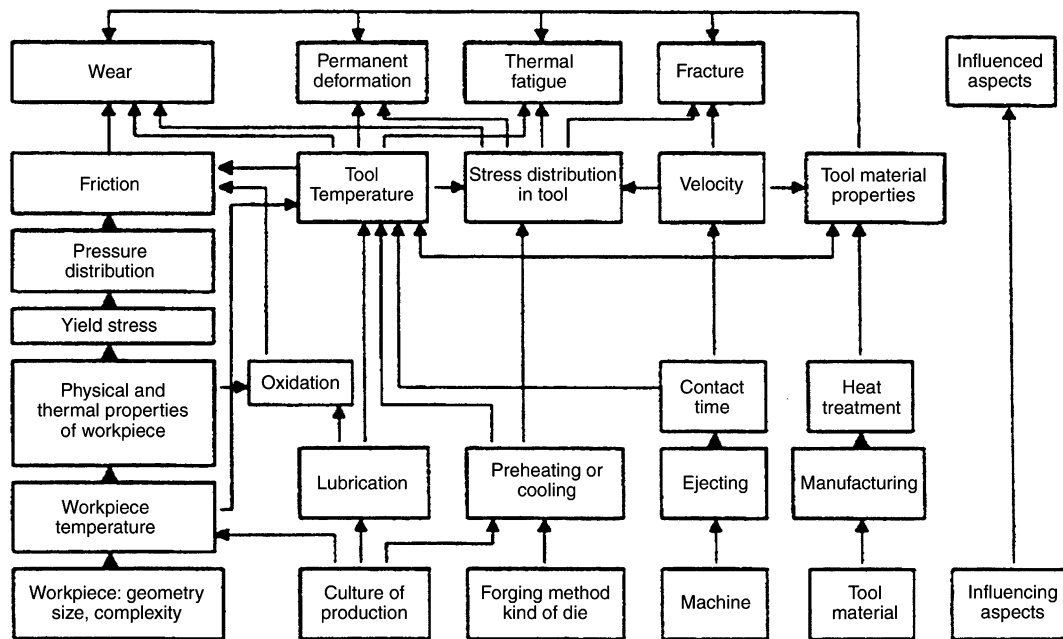 Wear
Permanent
deformation
Thermal
fatigue
Fracture
Influenced
aspects
Friction
Tool
Temperature
Stress distribution
in tool
Velocity
Tool material
properties
Pressure
distribution
Yield stress
Physical and
thermal properties
of workpiece
Oxidation
Contact
time
Heat
treatment
Lubrication
Preheating or
cooling
Ejecting
Manufacturing
Workpiece
temperature
Workpiece: geometry
size, complexity
Culture of
production
Forging method
kind of die
Machine
Tool
material
Influencing
aspects